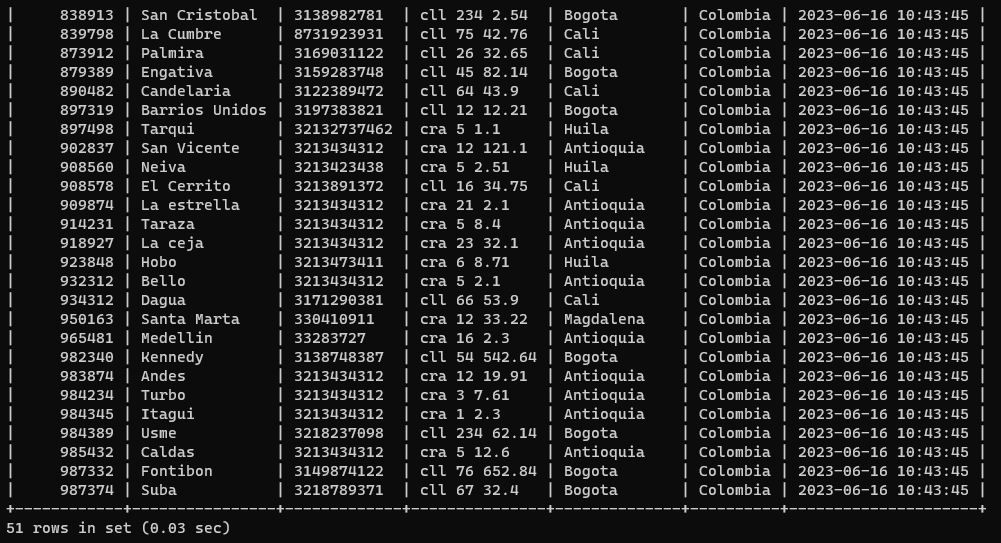 |     838913 | San Cristobal  | 3138982781  | cll 234 2.54  | Bogota       | Colombia | 2023-06-16 10:43:45 |
|     839798 | La Cumbre      | 8731923931  | cll 75 42.76  | Cali         | Colombia | 2023-06-16 10:43:45 |
|     873912 | Palmira        | 3169031122  | cll 26 32.65  | Cali         | Colombia | 2023-06-16 10:43:45 |
|     879389 | Engativa       | 3159283748  | cll 45 82.14  | Bogota       | Colombia | 2023-06-16 10:43:45 |
|     890482 | Candelaria     | 3122389472  | cll 64 43.9   | Cali         | Colombia | 2023-06-16 10:43:45 |
|     897319 | Barrios Unidos | 3197383821  | cll 12 12.21  | Bogota       | Colombia | 2023-06-16 10:43:45 |
|     897498 | Tarqui         | 32132737462 | cra 5 1.1     | Huila        | Colombia | 2023-06-16 10:43:45 |
|     902837 | San Vicente    | 3213434312  | cra 12 121.1  | Antioquia    | Colombia | 2023-06-16 10:43:45 |
|     908560 | Neiva          | 3213423438  | cra 5 2.51    | Huila        | Colombia | 2023-06-16 10:43:45 |
|     908578 | El Cerrito     | 3213891372  | cll 16 34.75  | Cali         | Colombia | 2023-06-16 10:43:45 |
|     909874 | La estrella    | 3213434312  | cra 21 2.1    | Antioquia    | Colombia | 2023-06-16 10:43:45 |
|     914231 | Taraza         | 3213434312  | cra 5 8.4     | Antioquia    | Colombia | 2023-06-16 10:43:45 |
|     918927 | La ceja        | 3213434312  | cra 23 32.1   | Antioquia    | Colombia | 2023-06-16 10:43:45 |
|     923848 | Hobo           | 3213473411  | cra 6 8.71    | Huila        | Colombia | 2023-06-16 10:43:45 |
|     932312 | Bello          | 3213434312  | cra 5 2.1     | Antioquia    | Colombia | 2023-06-16 10:43:45 |
|     934312 | Dagua          | 3171290381  | cll 66 53.9   | Cali         | Colombia | 2023-06-16 10:43:45 |
|     950163 | Santa Marta    | 330410911   | cra 12 33.22  | Magdalena    | Colombia | 2023-06-16 10:43:45 |
|     965481 | Medellin       | 33283727    | cra 16 2.3    | Antioquia    | Colombia | 2023-06-16 10:43:45 |
|     982340 | Kennedy        | 3138748387  | cll 54 542.64 | Bogota       | Colombia | 2023-06-16 10:43:45 |
|     983874 | Andes          | 3213434312  | cra 12 19.91  | Antioquia    | Colombia | 2023-06-16 10:43:45 |
|     984234 | Turbo          | 3213434312  | cra 3 7.61    | Antioquia    | Colombia | 2023-06-16 10:43:45 |
|     984345 | Itagui         | 3213434312  | cra 1 2.3     | Antioquia    | Colombia | 2023-06-16 10:43:45 |
|     984389 | Usme           | 3218237098  | cll 234 62.14 | Bogota       | Colombia | 2023-06-16 10:43:45 |
|     985432 | Caldas         | 3213434312  | cra 5 12.6    | Antioquia    | Colombia | 2023-06-16 10:43:45 |
|     987332 | Fontibon       | 3149874122  | cll 76 652.84 | Bogota       | Colombia | 2023-06-16 10:43:45 |
|     987374 | Suba           | 3218789371  | cll 67 32.4   | Bogota       | Colombia | 2023-06-16 10:43:45 |
+------------+----------------+-------------+---------------+--------------+----------+---------------------+
51 rows in set (0.03 sec)